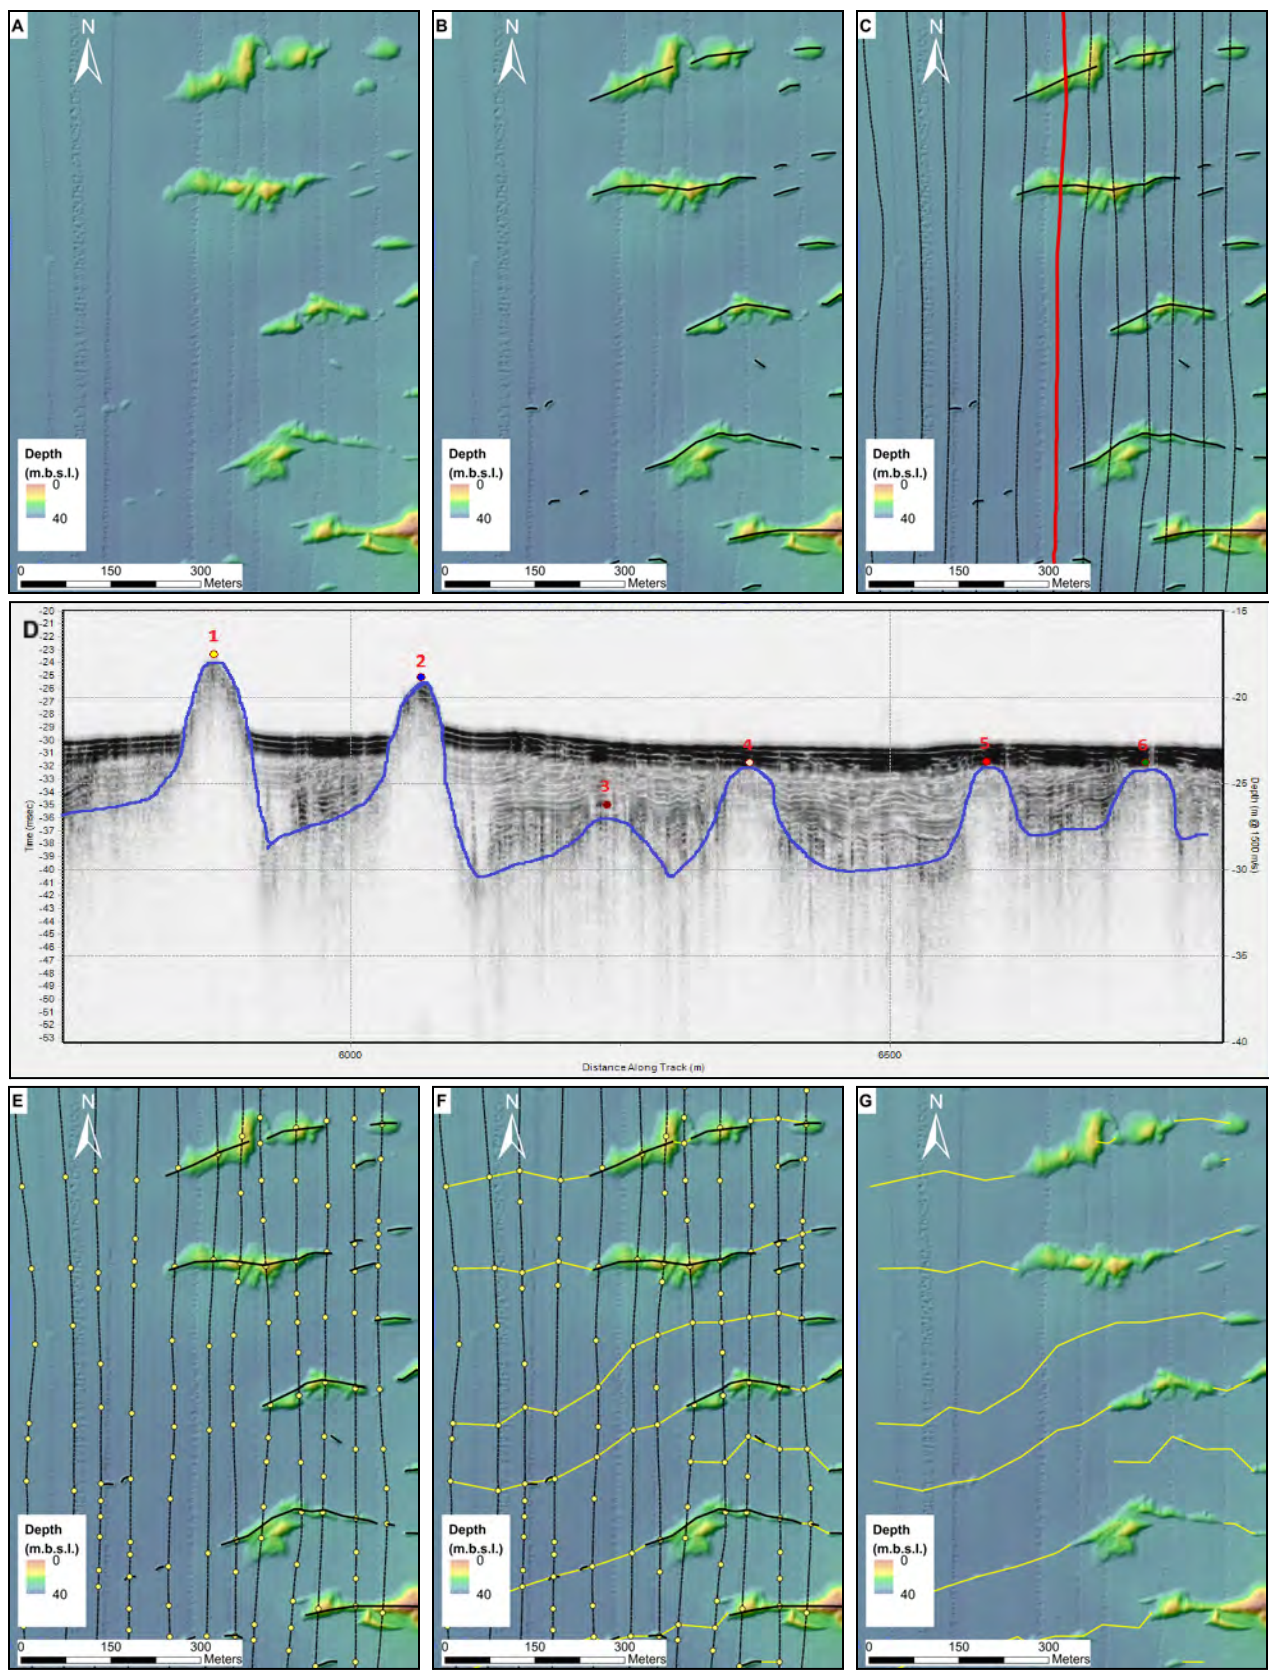 A
N
Depth
(m.b.s.l.)
0
40
0 150 300
Meters
B
N
Depth
(m.b.s.l.)
0
40
0 150 300
Meters
C
N
Depth
(m.b.s.l.)
0
40
0 150 300
Meters
D
-20
-21
-22
-23
-24
-25
-26
-27
-28
-29
-30
-31
-32
-33
-34
-35
-36
-37
-38
-39
-40
-41
-42
-43
-44
-45
-46
-47
-48
-49
-50
-51
-52
-53
Time (msec)
1
2
3
4
5
6
-15
-20
-25
-30
-35
-40
Depth (m @ 1500 m/s)
6000
6500
Distance Along Track (m)
E
N
Depth
(m.b.s.l.)
0
40
0 150 300
Meters
F
N
Depth
(m.b.s.l.)
0
40
0 150 300
Meters
G
N
Depth
(m.b.s.l.)
0
40
0 150 300
Meters